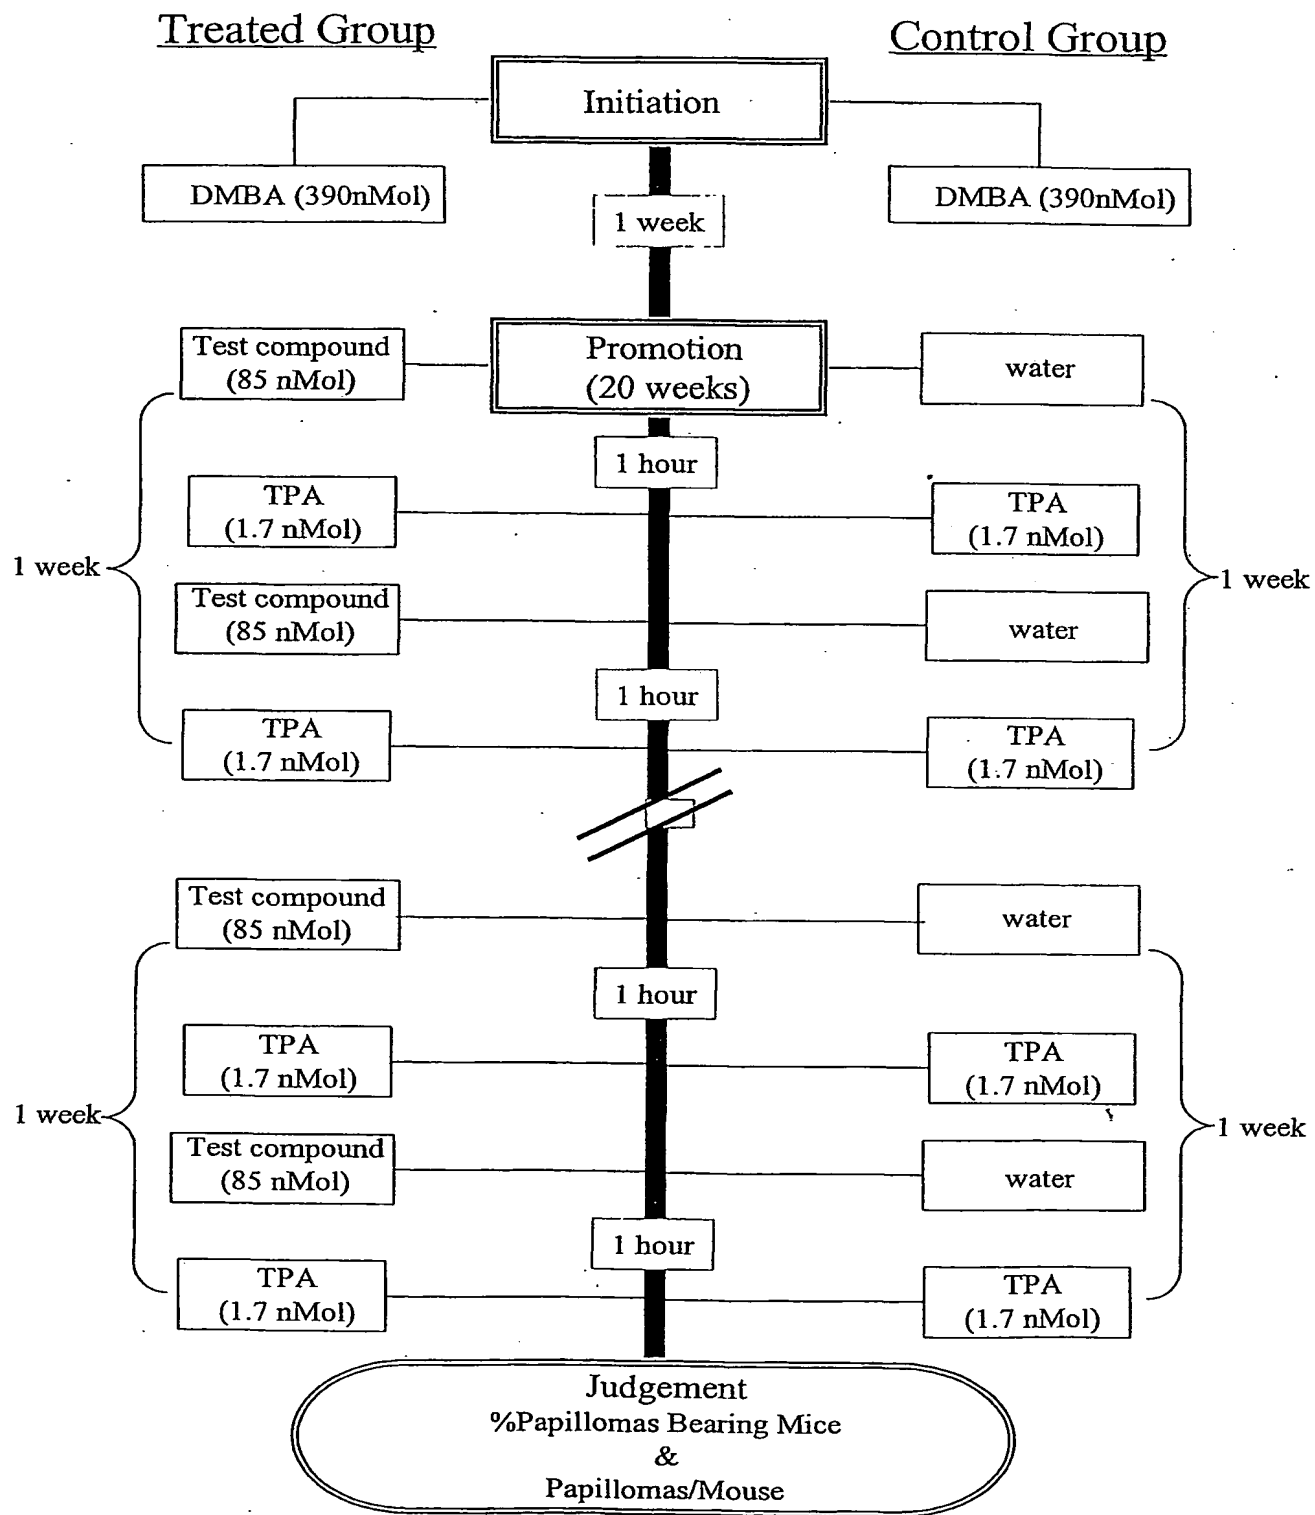 Treated Group
Control Group
Initiation
DMBA (390nMol)
DMBA (390nMol)
1 week
Test compound
(85 nMol)
Promotion
(20 weeks)
water
1 hour
TPA
(1.7 nMol)
TPA
(1.7 nMol)
1 week
1 week
Test compound
(85 nMol)
water
1 hour
TPA
(1.7 nMol)
TPA
(1.7 nMol)
Test compound
(85 nMol)
water
1 hour
TPA
(1.7 nMol)
TPA
(1.7 nMol)
1 week
1 week
Test compound
(85 nMol)
water
1 hour
TPA
(1.7 nMol)
TPA
(1.7 nMol)
Judgement
%Papillomas Bearing Mice
&
Papillomas/Mouse